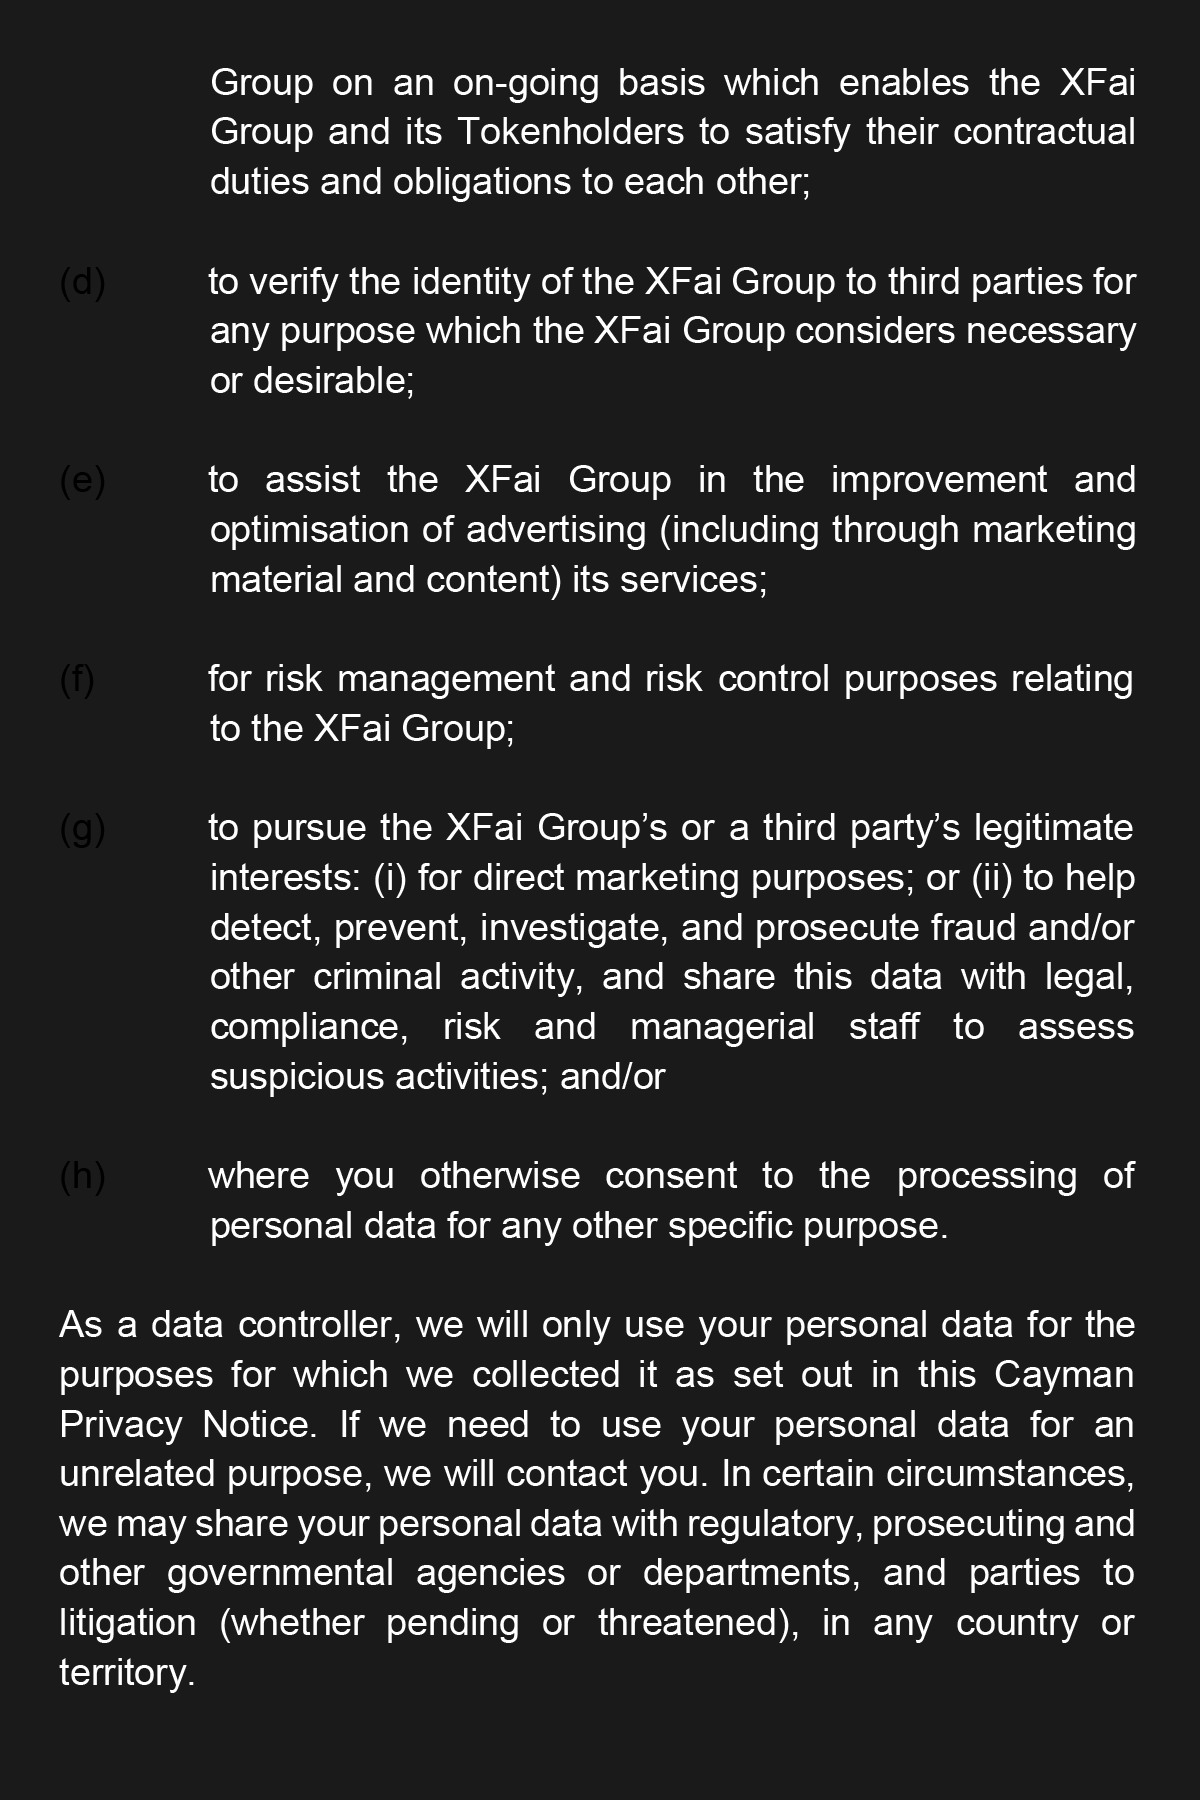 Group on an on-going basis which enables the XFai
Group and its Tokenholders to satisfy their contractual
duties and obligations to each other;
(d) to verify the identity of the XFai Group to third parties for
any purpose which the XFai Group considers necessary
or desirable;
(e) to assist the XFai Group in the improvement and
optimisation of advertising (including through marketing
material and content) its services;
(f) for risk management and risk control purposes relating
to the XFai Group;
(g) to pursue the XFai Group’s or a third party’s legitimate
interests: (i) for direct marketing purposes; or (ii) to help
detect, prevent, investigate, and prosecute fraud and/or
other criminal activity, and share this data with legal,
compliance, risk and managerial staff to assess
suspicious activities; and/or
(h) where you otherwise consent to the processing of
personal data for any other specific purpose.
As a data controller, we will only use your personal data for the
purposes for which we collected it as set out in this Cayman
Privacy Notice. If we need to use your personal data for an
unrelated purpose, we will contact you. In certain circumstances,
we may share your personal data with regulatory, prosecuting and
other governmental agencies or departments, and parties to
litigation (whether pending or threatened), in any country or
territory.